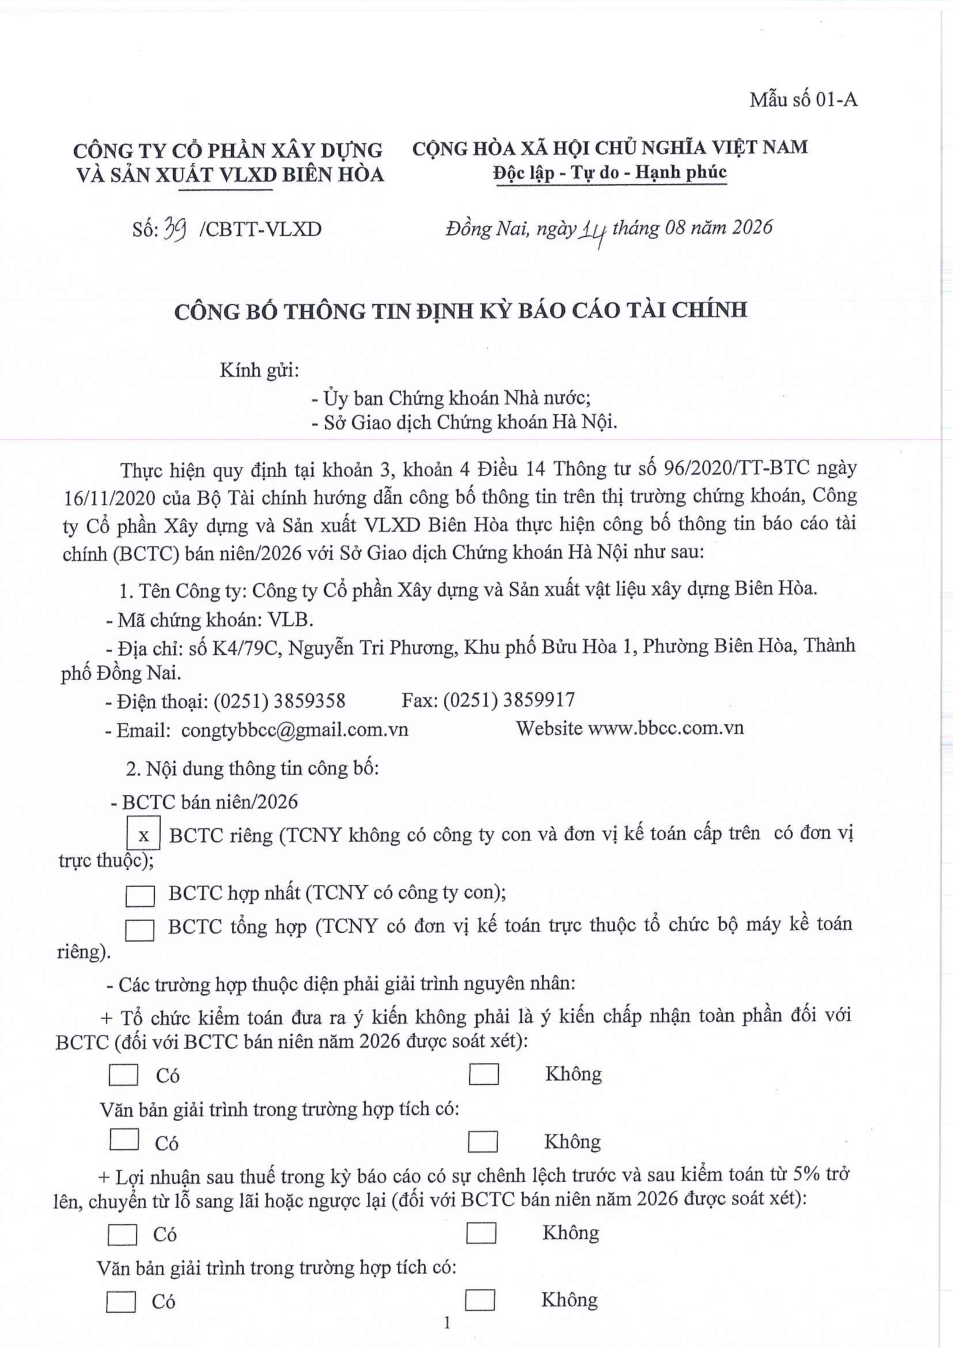 Mẫu số 01-A
CÔNG TY CỔ PHẦN XÂY DỰNG
VÀ SẢN XUẤT VLXD BIÊN HÒA
CỘNG HÒA XÃ HỘI CHỦ NGHĨA VIỆT NAM
Độc lập - Tự do - Hạnh phúc
Số: 39 /CBTT-VLXD
Đồng Nai, ngày 14 tháng 08 năm 2026
CÔNG BỐ THÔNG TIN ĐỊNH KỲ BÁO CÁO TÀI CHÍNH
Kính gửi:
- Ủy ban Chứng khoán Nhà nước;
- Sở Giao dịch Chứng khoán Hà Nội.
Thực hiện quy định tại khoản 3, khoản 4 Điều 14 Thông tư số 96/2020/TT-BTC ngày
16/11/2020 của Bộ Tài chính hướng dẫn công bố thông tin trên thị trường chứng khoán, Công
ty Cổ phần Xây dựng và Sản xuất VLXD Biên Hòa thực hiện công bố thông tin báo cáo tài
chính (BCTC) bán niên/2026 với Sở Giao dịch Chứng khoán Hà Nội như sau:
1. Tên Công ty: Công ty Cổ phần Xây dựng và Sản xuất vật liệu xây dựng Biên Hòa.
- Mã chứng khoán: VLB.
- Địa chỉ: số K4/79C, Nguyễn Tri Phương, Khu phố Bửu Hòa 1, Phường Biên Hòa, Thành
phố Đồng Nai.
- Điện thoại: (0251) 3859358 Fax: (0251) 3859917
- Email: congtybbcc@gmail.com.vn Website www.bbcc.com.vn
2. Nội dung thông tin công bố:
- BCTC bán niên/2026
x BCTC riêng (TCNY không có công ty con và đơn vị kế toán cấp trên có đơn vị
trực thuộc);
BCTC hợp nhất (TCNY có công ty con);
BCTC tổng hợp (TCNY có đơn vị kế toán trực thuộc tổ chức bộ máy kề toán
riêng).
- Các trường hợp thuộc diện phải giải trình nguyên nhân:
+ Tổ chức kiểm toán đưa ra ý kiến không phải là ý kiến chấp nhận toàn phần đối với
BCTC (đối với BCTC bán niên năm 2026 được soát xét):
Có Không
Văn bản giải trình trong trường hợp tích có:
Có Không
+ Lợi nhuận sau thuế trong kỳ báo cáo có sự chênh lệch trước và sau kiểm toán từ 5% trở
lên, chuyển từ lỗ sang lãi hoặc ngược lại (đối với BCTC bán niên năm 2026 được soát xét):
Có Không
Văn bản giải trình trong trường hợp tích có:
Có Không
1